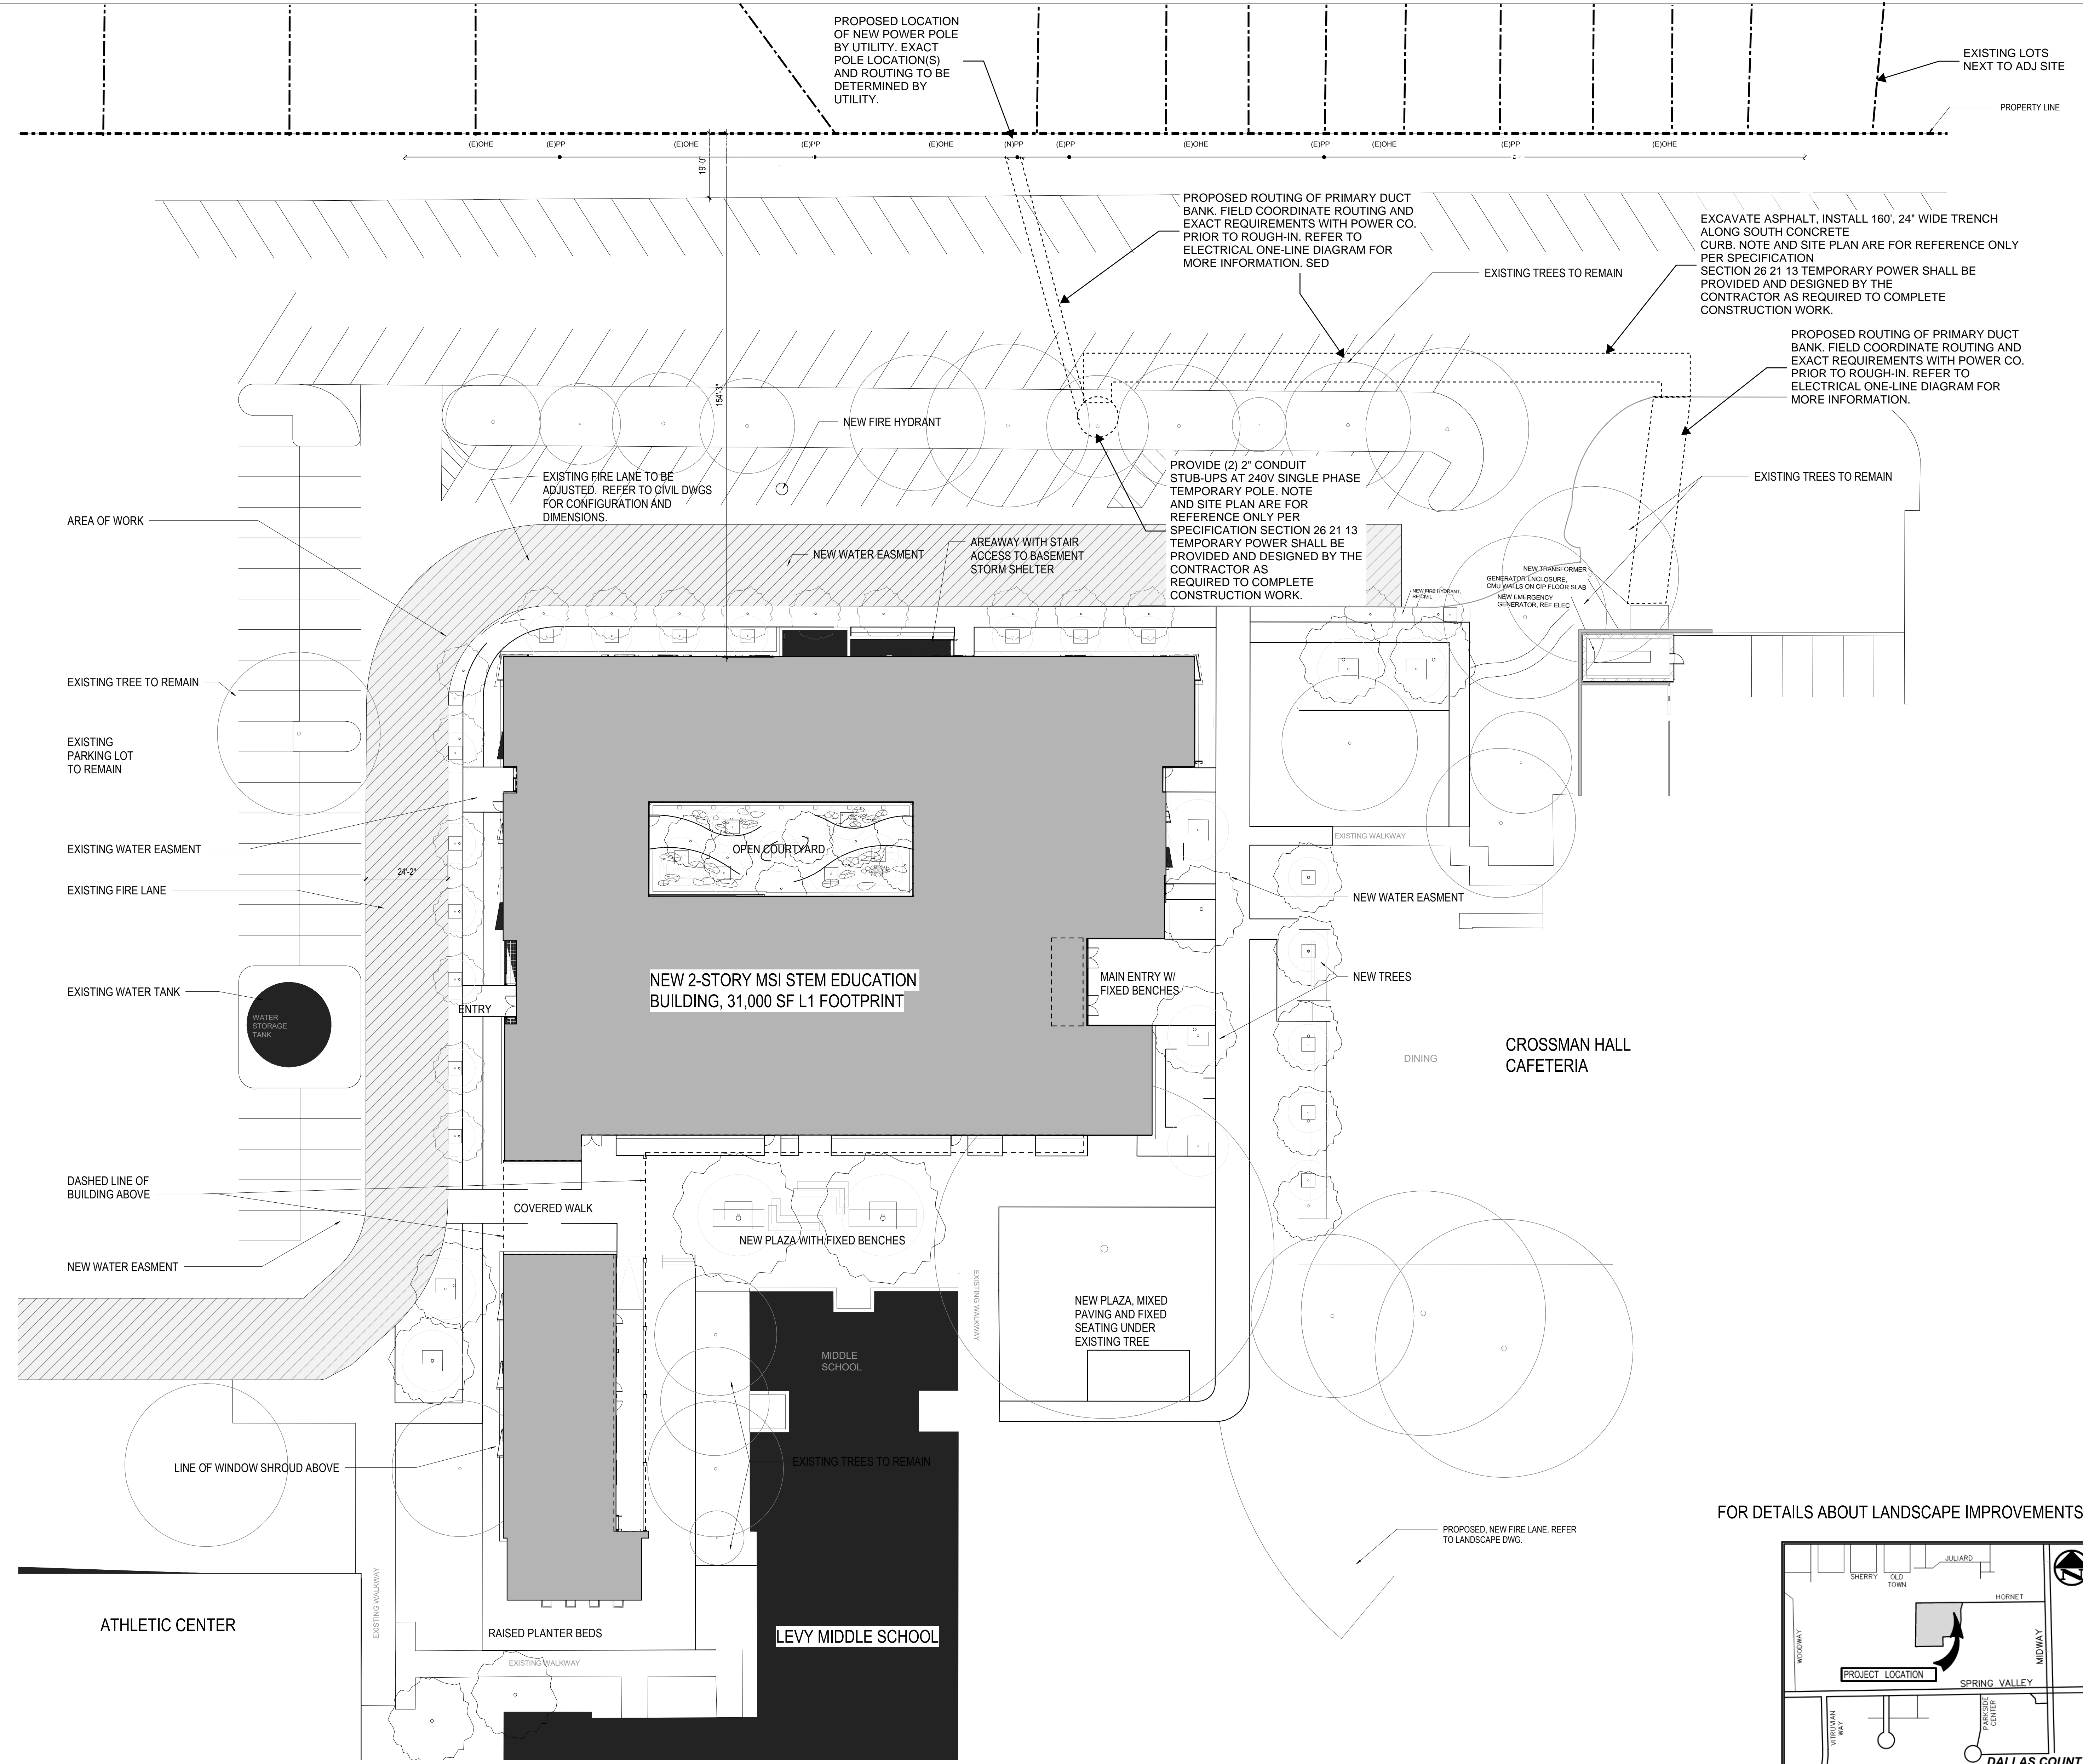 PROPOSED LOCATION
OF NEW POWER POLE
BY UTILITY. EXACT
POLE LOCATION(S)
AND ROUTING TO BE
DETERMINED BY
UTILITY.
EXISTING LOTS
NEXT TO ADJ SITE
PROPERTY LINE
(E)OHE
(E)PP
(E)OHE
(E)PP
(E)OHE
(N)PP
(E)PP
(E)OHE
(E)PP
(E)OHE
(E)PP
(E)OHE
19'-0"
PROPOSED ROUTING OF PRIMARY DUCT
BANK. FIELD COORDINATE ROUTING AND
EXACT REQUIREMENTS WITH POWER CO.
PRIOR TO ROUGH-IN. REFER TO
ELECTRICAL ONE-LINE DIAGRAM FOR
MORE INFORMATION. SED
EXCAVATE ASPHALT, INSTALL 160', 24" WIDE TRENCH
ALONG SOUTH CONCRETE
CURB. NOTE AND SITE PLAN ARE FOR REFERENCE ONLY
PER SPECIFICATION
SECTION 26 21 13 TEMPORARY POWER SHALL BE
PROVIDED AND DESIGNED BY THE
CONTRACTOR AS REQUIRED TO COMPLETE
CONSTRUCTION WORK.
EXISTING TREES TO REMAIN
PROPOSED ROUTING OF PRIMARY DUCT
BANK. FIELD COORDINATE ROUTING AND
EXACT REQUIREMENTS WITH POWER CO.
PRIOR TO ROUGH-IN. REFER TO
ELECTRICAL ONE-LINE DIAGRAM FOR
MORE INFORMATION.
154'-3"
NEW FIRE HYDRANT
EXISTING FIRE LANE TO BE
ADJUSTED. REFER TO CIVIL DWGS
FOR CONFIGURATION AND
DIMENSIONS.
PROVIDE (2) 2" CONDUIT
STUB-UPS AT 240V SINGLE PHASE
TEMPORARY POLE. NOTE
AND SITE PLAN ARE FOR
REFERENCE ONLY PER
SPECIFICATION SECTION 26 21 13
TEMPORARY POWER SHALL BE
PROVIDED AND DESIGNED BY THE
CONTRACTOR AS
REQUIRED TO COMPLETE
CONSTRUCTION WORK.
EXISTING TREES TO REMAIN
AREA OF WORK
NEW WATER EASMENT
AREAWAY WITH STAIR
ACCESS TO BASEMENT
STORM SHELTER
NEW TRANSFORMER
GENERATOR ENCLOSURE,
CMU WALLS ON CIP FLOOR SLAB
NEW EMERGENCY
GENERATOR, REF ELEC
NEW FIRE HYDRANT.
RE:CIVIL
EXISTING TREE TO REMAIN
EXISTING
PARKING LOT
TO REMAIN
EXISTING WATER EASMENT
OPEN COURTYARD
EXISTING WALKWAY
24'-2"
EXISTING FIRE LANE
NEW WATER EASMENT
NEW 2-STORY MSI STEM EDUCATION
BUILDING, 31,000 SF L1 FOOTPRINT
MAIN ENTRY W/
FIXED BENCHES
NEW TREES
EXISTING WATER TANK
ENTRY
WATER
STORAGE
TANK
DINING
CROSSMAN HALL
CAFETERIA
DASHED LINE OF
BUILDING ABOVE
COVERED WALK
NEW PLAZA WITH FIXED BENCHES
NEW WATER EASMENT
EXISTING WALKWAY
NEW PLAZA, MIXED
PAVING AND FIXED
SEATING UNDER
EXISTING TREE
MIDDLE
SCHOOL
LINE OF WINDOW SHROUD ABOVE
EXISTING TREES TO REMAIN
PROPOSED, NEW FIRE LANE. REFER
TO LANDSCAPE DWG.
FOR DETAILS ABOUT LANDSCAPE IMPROVEMENTS
EXISTING WALKWAY
ATHLETIC CENTER
RAISED PLANTER BEDS
LEVY MIDDLE SCHOOL
EXISTING WALKWAY
JULIARD
SHERRY
OLD
TOWN
N
HORNET
WOODWAY
MIDWAY
PROJECT LOCATION
SPRING VALLEY
VITRUVIAN
WAY
PARKSIDE
CENTER
DALLAS COUNT